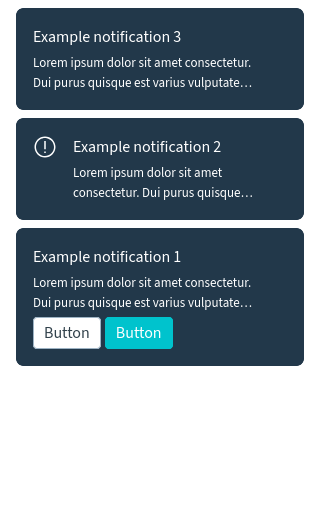 Example notification 3
Lorem ipsum dolor sit amet consectetur.
Dui purus quisque est varius vulputate…
Example notification 2
Lorem ipsum dolor sit amet
consectetur. Dui purus quisque…
Example notification 1
Lorem ipsum dolor sit amet consectetur.
Dui purus quisque est varius vulputate…
Button Button